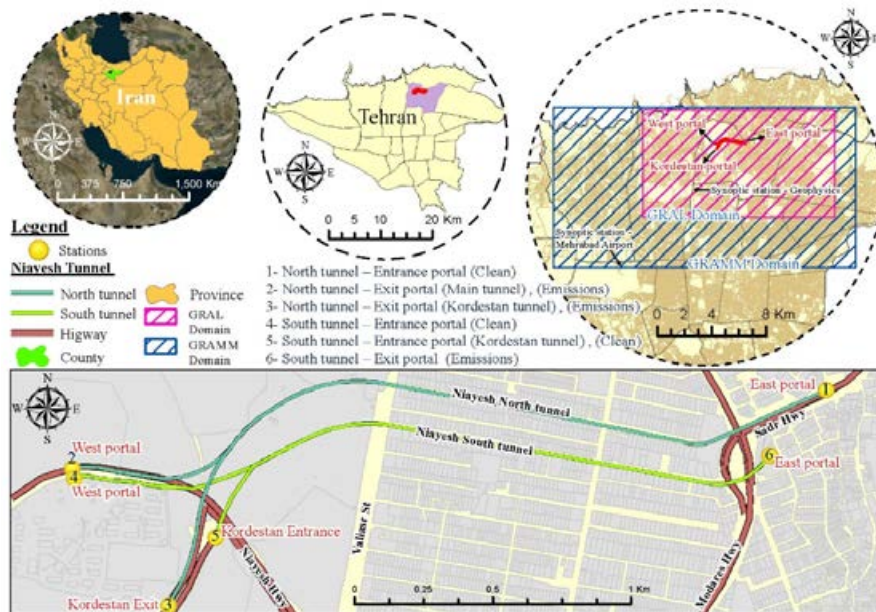 N
W E
S
Iran
0 375 750 1,500 Km
Tehran
N
W E
S
0 5 10 20 Km
N
W E
S
West portal
East portal
Kordestan portal
Synoptic station - Geophysics
GRAL Domain
Synoptic station -
Mehrabad Airport
GRAMM Domain
0 2 4 8 Km
Legend
Stations
Niayesh Tunnel
North tunnel
South tunnel
Higway
County
Province
GRAL
Domain
GRAMM
Domain
1- North tunnel – Entrance portal (Clean)
2- North tunnel – Exit portal (Main tunnel) , (Emissions)
3- North tunnel – Exit portal (Kordestan tunnel) , (Emissions)
4- South tunnel – Entrance portal (Clean)
5- South tunnel – Entrance portal (Kordestan tunnel) , (Clean)
6- South tunnel – Exit portal (Emissions)
N
W E
S
East portal
1
Niayesh North tunnel
Sadr Hwy
Niayesh South tunnel
West portal
2
4
West portal
6
East portal
5
Kordestan Entrance
Valiasr St
Niayesh Hwy
Modares Hwy
Kordestan Exit
3
0 0.25 0.5 1 Km